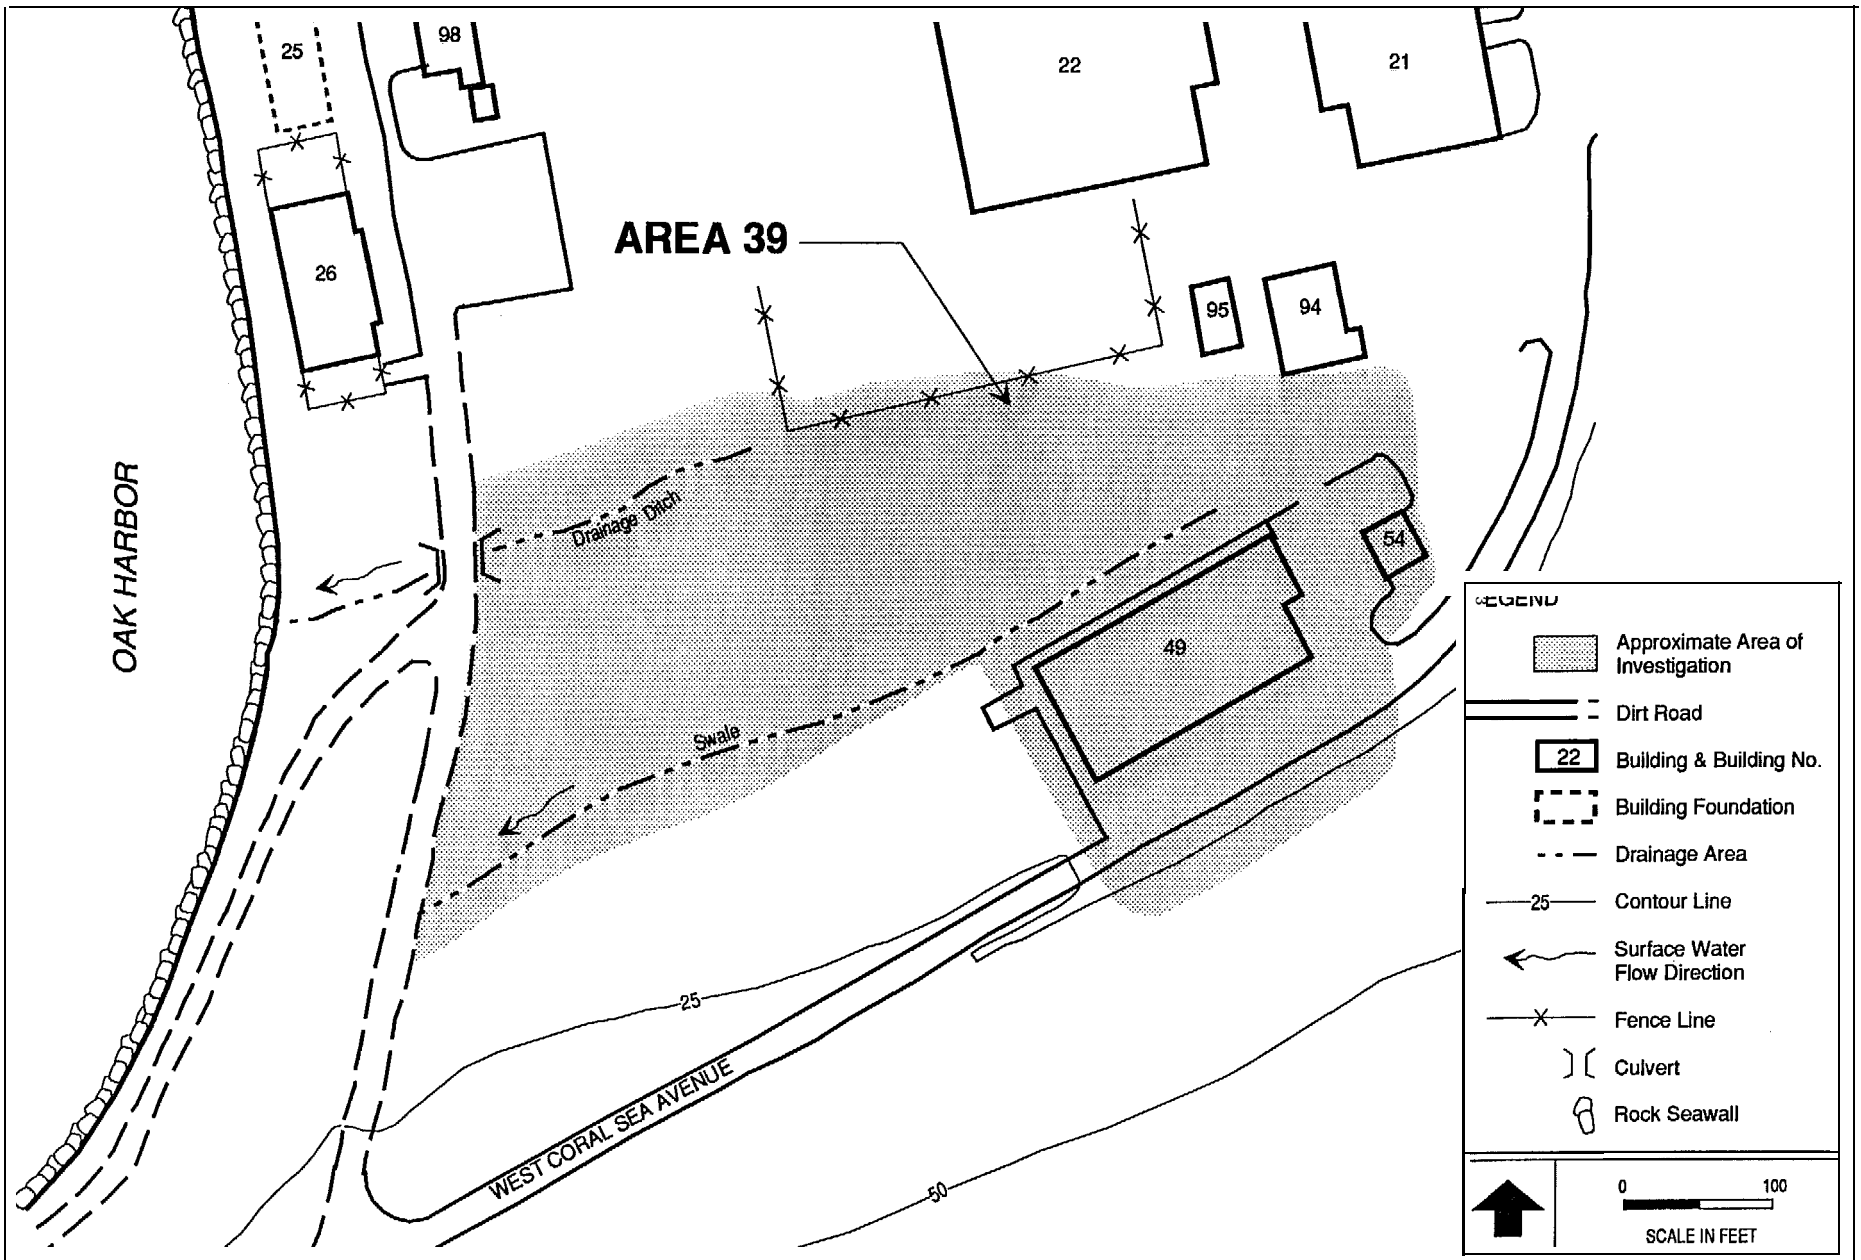 25
98
22
21
AREA 39
26
95
94
OAK HARBOR
Drainage Ditch
54
49
Swale
25
WEST CORAL SEA AVENUE
50
EGEND
Approximate Area of
Investigation
Dirt Road
22
Building & Building No.
Building Foundation
Drainage Area
25
Contour Line
Surface Water
Flow Direction
Fence Line
Culvert
Rock Seawall
0
100
SCALE IN FEET